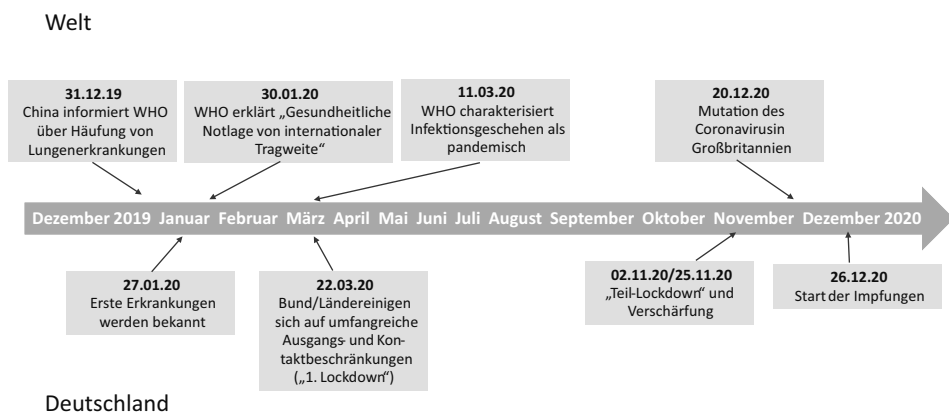 Welt
31.12.19
China informiert WHO
über Häufung von
Lungenerkrankungen
30.01.20
WHO erklärt „Gesundheitliche
Notlage von internationaler
Tragweite“
11.03.20
WHO charakterisiert
Infektionsgeschehen als
pandemisch
20.12.20
Mutation des
Coronavirusin
Großbritannien
Dezember 2019 Januar Februar März April Mai Juni Juli August September Oktober November Dezember 2020
27.01.20
Erste Erkrankungen
werden bekannt
22.03.20
Bund/Ländereinigen
sich auf umfangreiche
Ausgangs- und Kon-
taktbeschränkungen
(„1. Lockdown“)
02.11.20/25.11.20
„Teil-Lockdown“ und
Verschärfung
26.12.20
Start der Impfungen
Deutschland